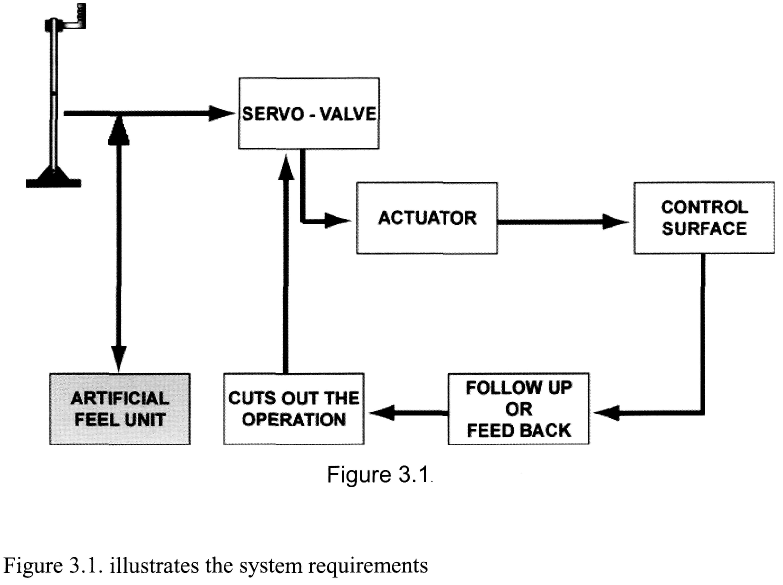 SERVO - VALVE
ACTUATOR
CONTROL
SURFACE
ARTIFICIAL
FEEL UNIT
CUTS OUT THE
OPERATION
FOLLOW UP
OR
FEED BACK
Figure 3.1.
Figure 3.1. illustrates the system requirements